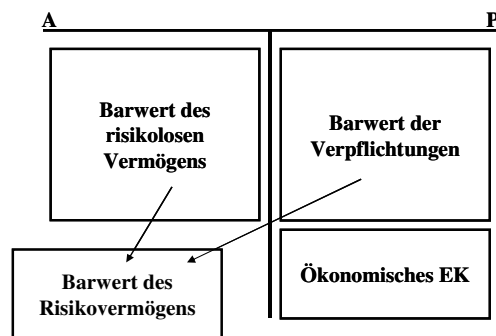 A P
Barwert des
risikolosen
Vermögens
Barwert der
Verpflichtungen
Barwert des
Risikovermögens
Ökonomisches EK